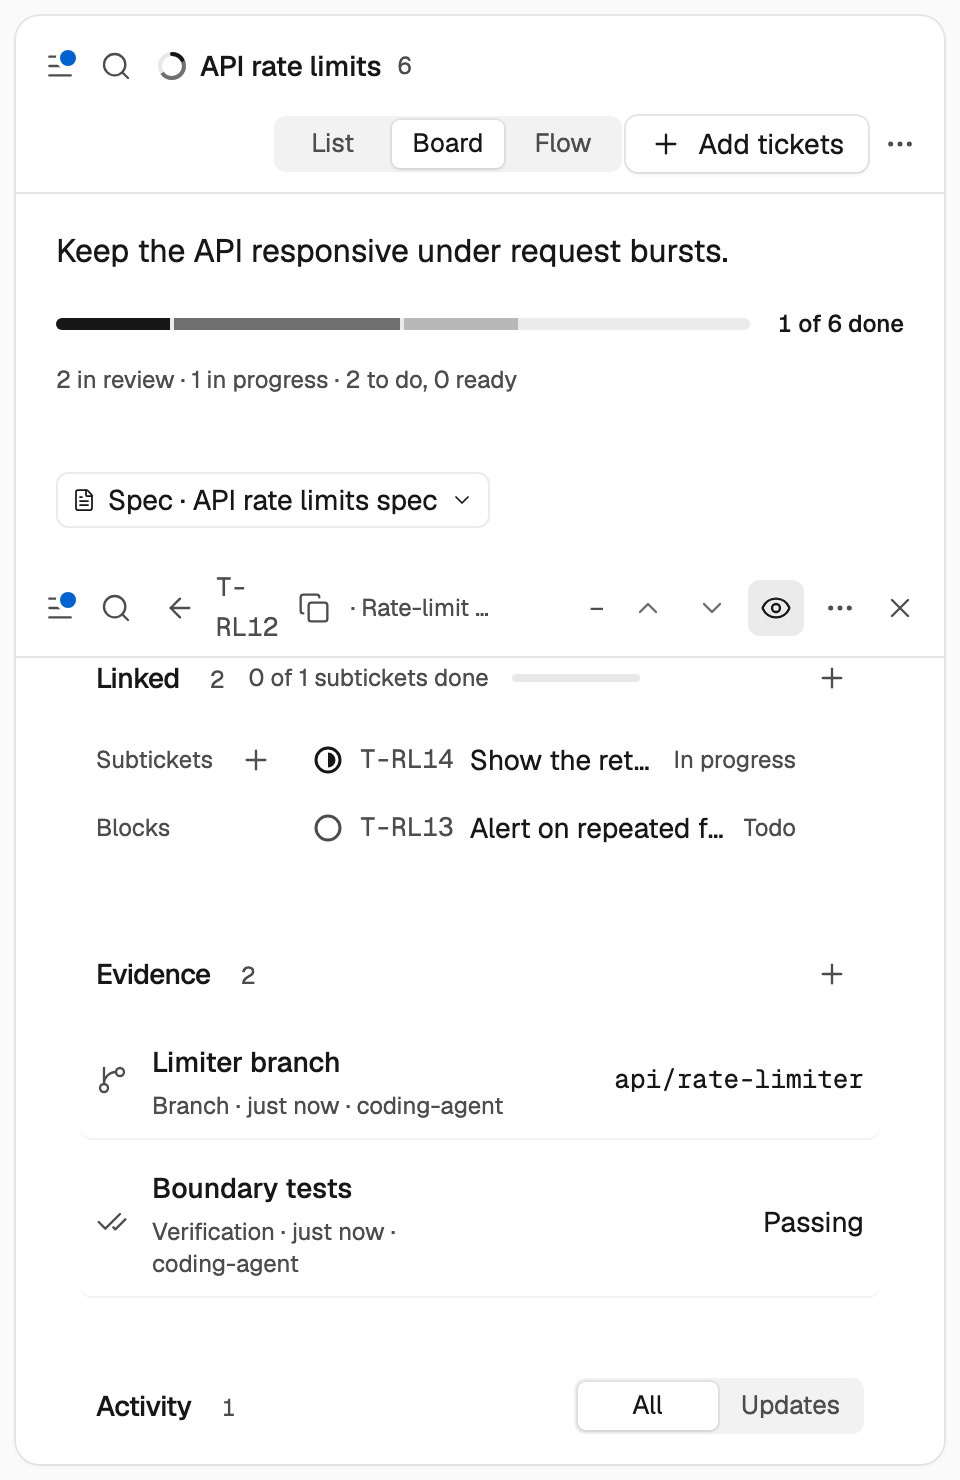 API rate limits 6
List Board Flow + Add tickets ...
Keep the API responsive under request bursts.
1 of 6 done
2 in review · 1 in progress · 2 to do, 0 ready
Spec · API rate limits spec
T-
RL12
· Rate-limit ...
Linked 2 0 of 1 subtickets done
Subtickets T-RL14 Show the ret... In progress
Blocks T-RL13 Alert on repeated f... Todo
Evidence 2
Limiter branch
api/rate-limiter
Branch · just now · coding-agent
Boundary tests
Verification · just now ·
coding-agent
Passing
Activity 1 All Updates